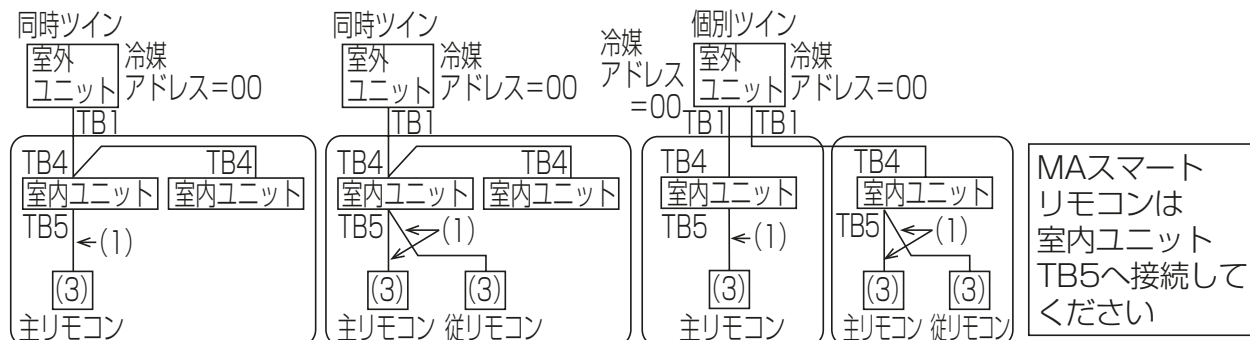 同時ツイン
室外
ユニット
冷媒
アドレス=00
TB1
TB4
TB4
室内ユニット
室内ユニット
TB5
(1)
(3)
主リモコン
同時ツイン
室外
ユニット
冷媒
アドレス=00
TB1
TB4
TB4
室内ユニット
室内ユニット
TB5
(1)
(3)
(3)
主リモコン
従リモコン
個別ツイン
冷媒
アドレス
=00
室外
ユニット
冷媒
アドレス=00
TB1
TB1
TB4
室内ユニット
TB5
(1)
(3)
主リモコン
TB4
室内ユニット
TB5
(1)
(3)
(3)
主リモコン
従リモコン
MAスマート
リモコンは
室内ユニット
TB5へ接続して
ください